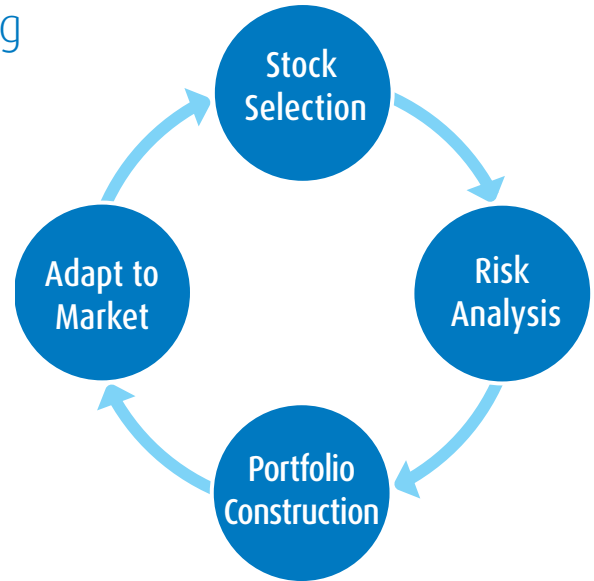 g
Stock
Selection
Risk
Analysis
Portfolio
Construction
Adapt to
Market